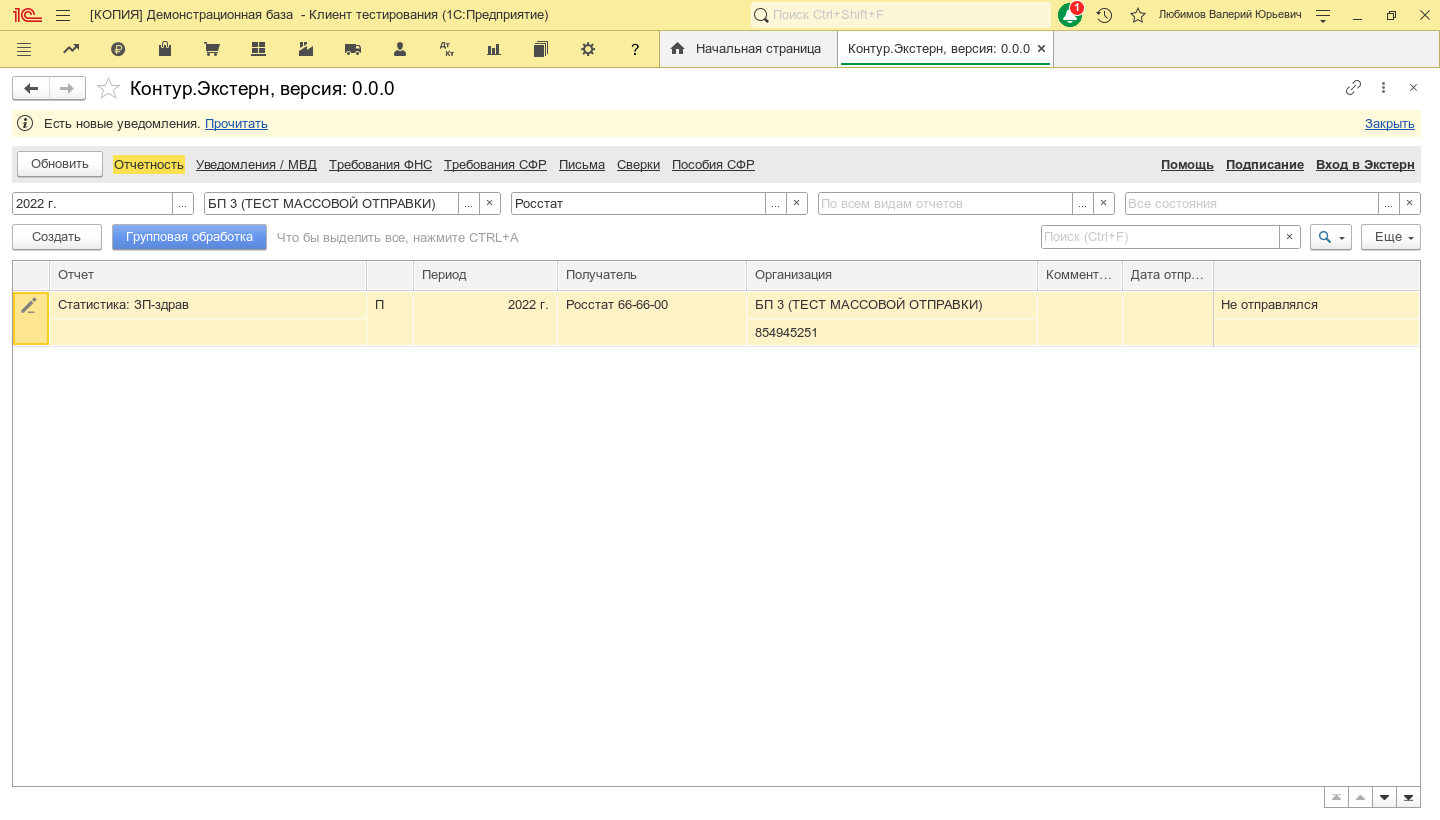 [КОПИЯ] Демонстрационная база - Клиент тестирования (1С:Предприятие)
Поиск Ctrl+Shift+F
1
Любимов Валерий Юрьевич
Дт Кт
?
Начальная страница
Контур.Экстерн, версия: 0.0.0
Контур.Экстерн, версия: 0.0.0
Есть новые уведомления. Прочитать
Закрыть
Обновить
Отчетность
Уведомления / МВД
Требования ФНС
Требования СФР
Письма
Сверки
Пособия СФР
Помощь
Подписание
Вход в Экстерн
2022 г.
...
БП 3 (ТЕСТ МАССОВОЙ ОТПРАВКИ)
...
Росстат
...
По всем видам отчетов
...
Все состояния
...
Создать
Групповая обработка
Что бы выделить все, нажмите CTRL+A
Поиск (Ctrl+F)
Еще
Отчет
Период
Получатель
Организация
Коммент...
Дата отпр...
Статистика: ЗП-здрав
П
2022 г.
Росстат 66-66-00
БП 3 (ТЕСТ МАССОВОЙ ОТПРАВКИ)
Не отправлялся
854945251